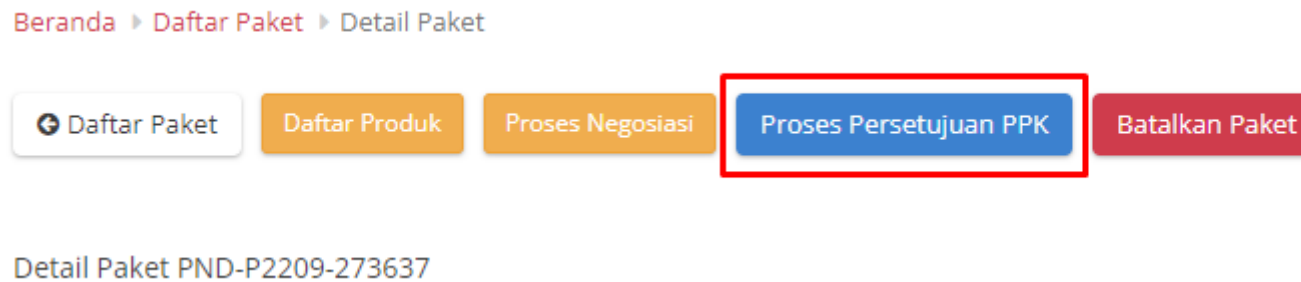 Beranda Daftar Paket Detail Paket
Daftar Paket Daftar Produk Proses Negosiasi Proses Persetujuan PPK Batalkan Paket
Detail Paket PND-P2209-273637